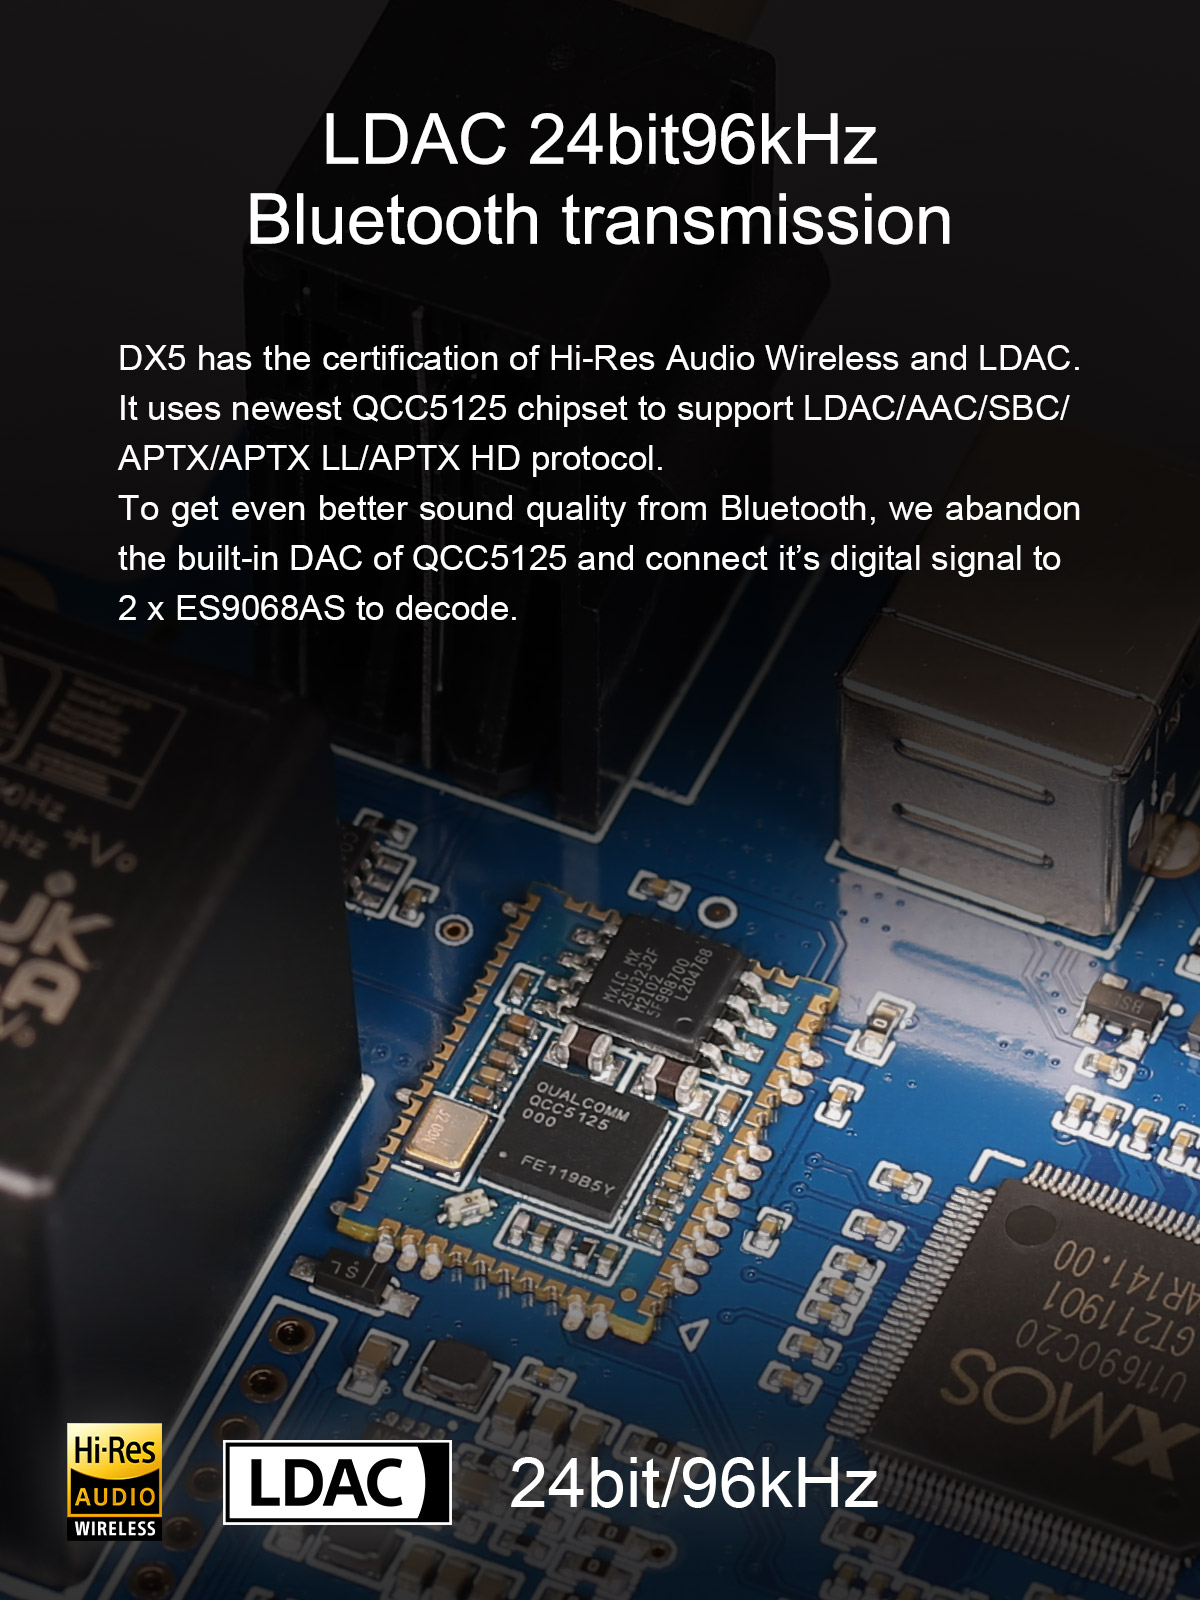 LDAC 24bit96kHz
Bluetooth transmission
DX5 has the certification of Hi-Res Audio Wireless and LDAC.
It uses newest QCC5125 chipset to support LDAC/AAC/SBC/
APTX/APTX LL/APTX HD protocol.
To get even better sound quality from Bluetooth, we abandon
the built-in DAC of QCC5125 and connect it’s digital signal to
2 x ES9068AS to decode.
+Vo
MXIC MX
25U3232F
M2I02
5F998700
L204768
QUALCOMM
QCC5125
000
FE119B5Y
SL
XMOS
U11690C20
GT211901
AR141.00
Hi-Res
AUDIO
WIRELESS
LDAC
24bit/96kHz